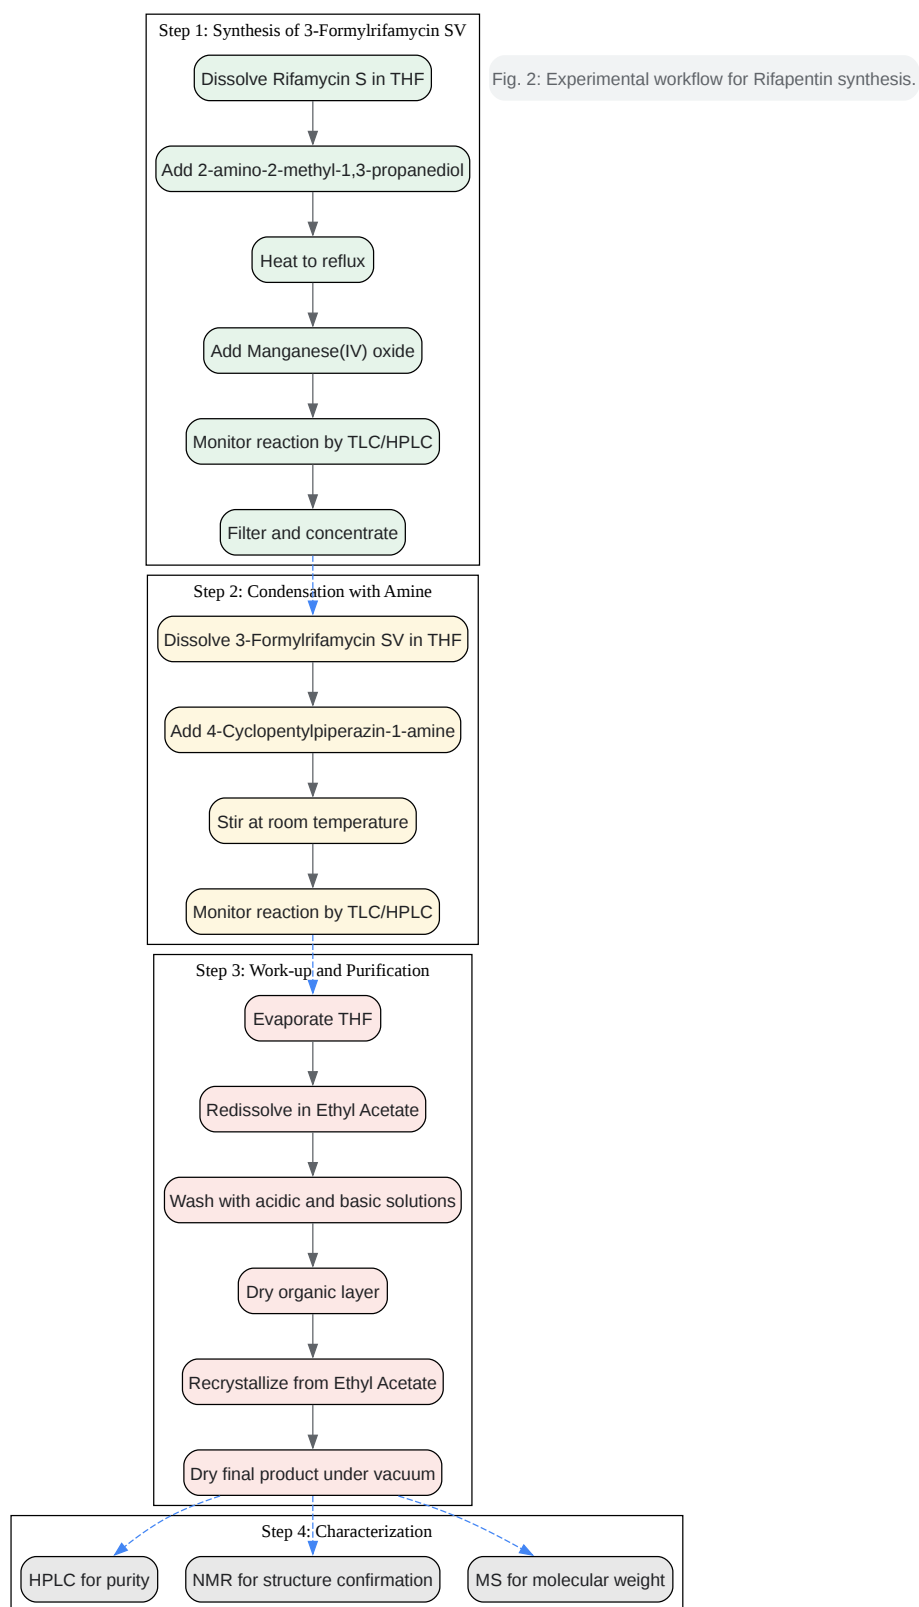 Step 1: Synthesis of 3-Formylrifamycin SV
Dissolve Rifamycin S in THF
Fig. 2: Experimental workflow for Rifapentin synthesis.
Add 2-amino-2-methyl-1,3-propanediol
Heat to reflux
Add Manganese(IV) oxide
Monitor reaction by TLC/HPLC
Filter and concentrate
Step 2: Condensation with Amine
Dissolve 3-Formylrifamycin SV in THF
Add 4-Cyclopentylpiperazin-1-amine
Stir at room temperature
Monitor reaction by TLC/HPLC
Step 3: Work-up and Purification
Evaporate THF
Redissolve in Ethyl Acetate
Wash with acidic and basic solutions
Dry organic layer
Recrystallize from Ethyl Acetate
Dry final product under vacuum
Step 4: Characterization
HPLC for purity
NMR for structure confirmation
MS for molecular weight